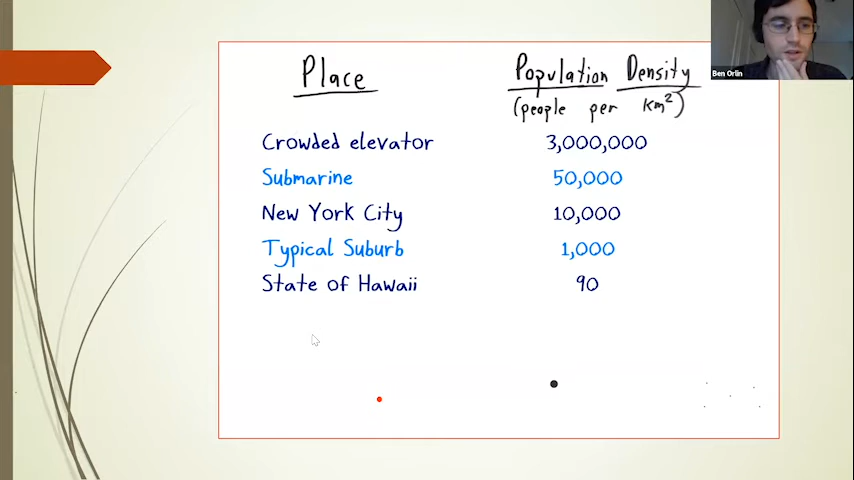 Place
Population Density
(people per km²)
Crowded elevator 3,000,000
Submarine 50,000
New York City 10,000
Typical Suburb 1,000
State of Hawaii 90
Ben Orlin